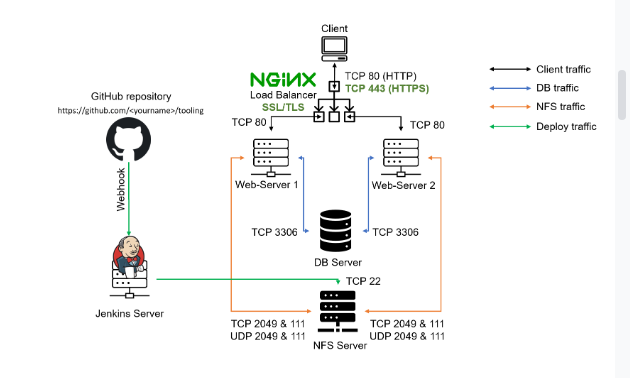 Client
NGINX
Load Balancer
SSL/TLS
TCP 80 (HTTP)
TCP 443 (HTTPS)
Client traffic
DB traffic
NFS traffic
Deploy traffic
GitHub repository
https://github.com/<yourname>/tooling
TCP 80
TCP 80
Web-Server 1
Web-Server 2
Webhook
TCP 3306
TCP 3306
DB Server
Jenkins Server
TCP 22
TCP 2049 & 111
UDP 2049 & 111
TCP 2049 & 111
UDP 2049 & 111
NFS Server